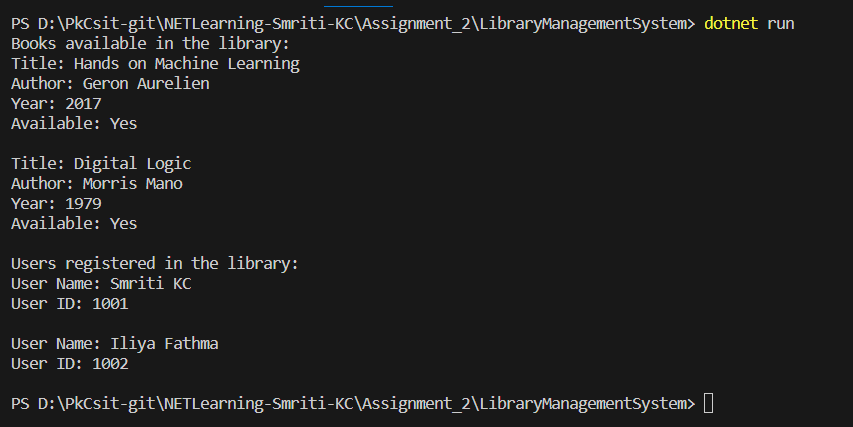 PS D:\PkCsit-git\NETLearning-Smriti-KC\Assignment_2\LibraryManagementSystem> dotnet run
Books available in the library:
Title: Hands on Machine Learning
Author: Geron Aurelien
Year: 2017
Available: Yes
Title: Digital Logic
Author: Morris Mano
Year: 1979
Available: Yes
Users registered in the library:
User Name: Smriti KC
User ID: 1001
User Name: Iliya Fathma
User ID: 1002
PS D:\PkCsit-git\NETLearning-Smriti-KC\Assignment_2\LibraryManagementSystem>